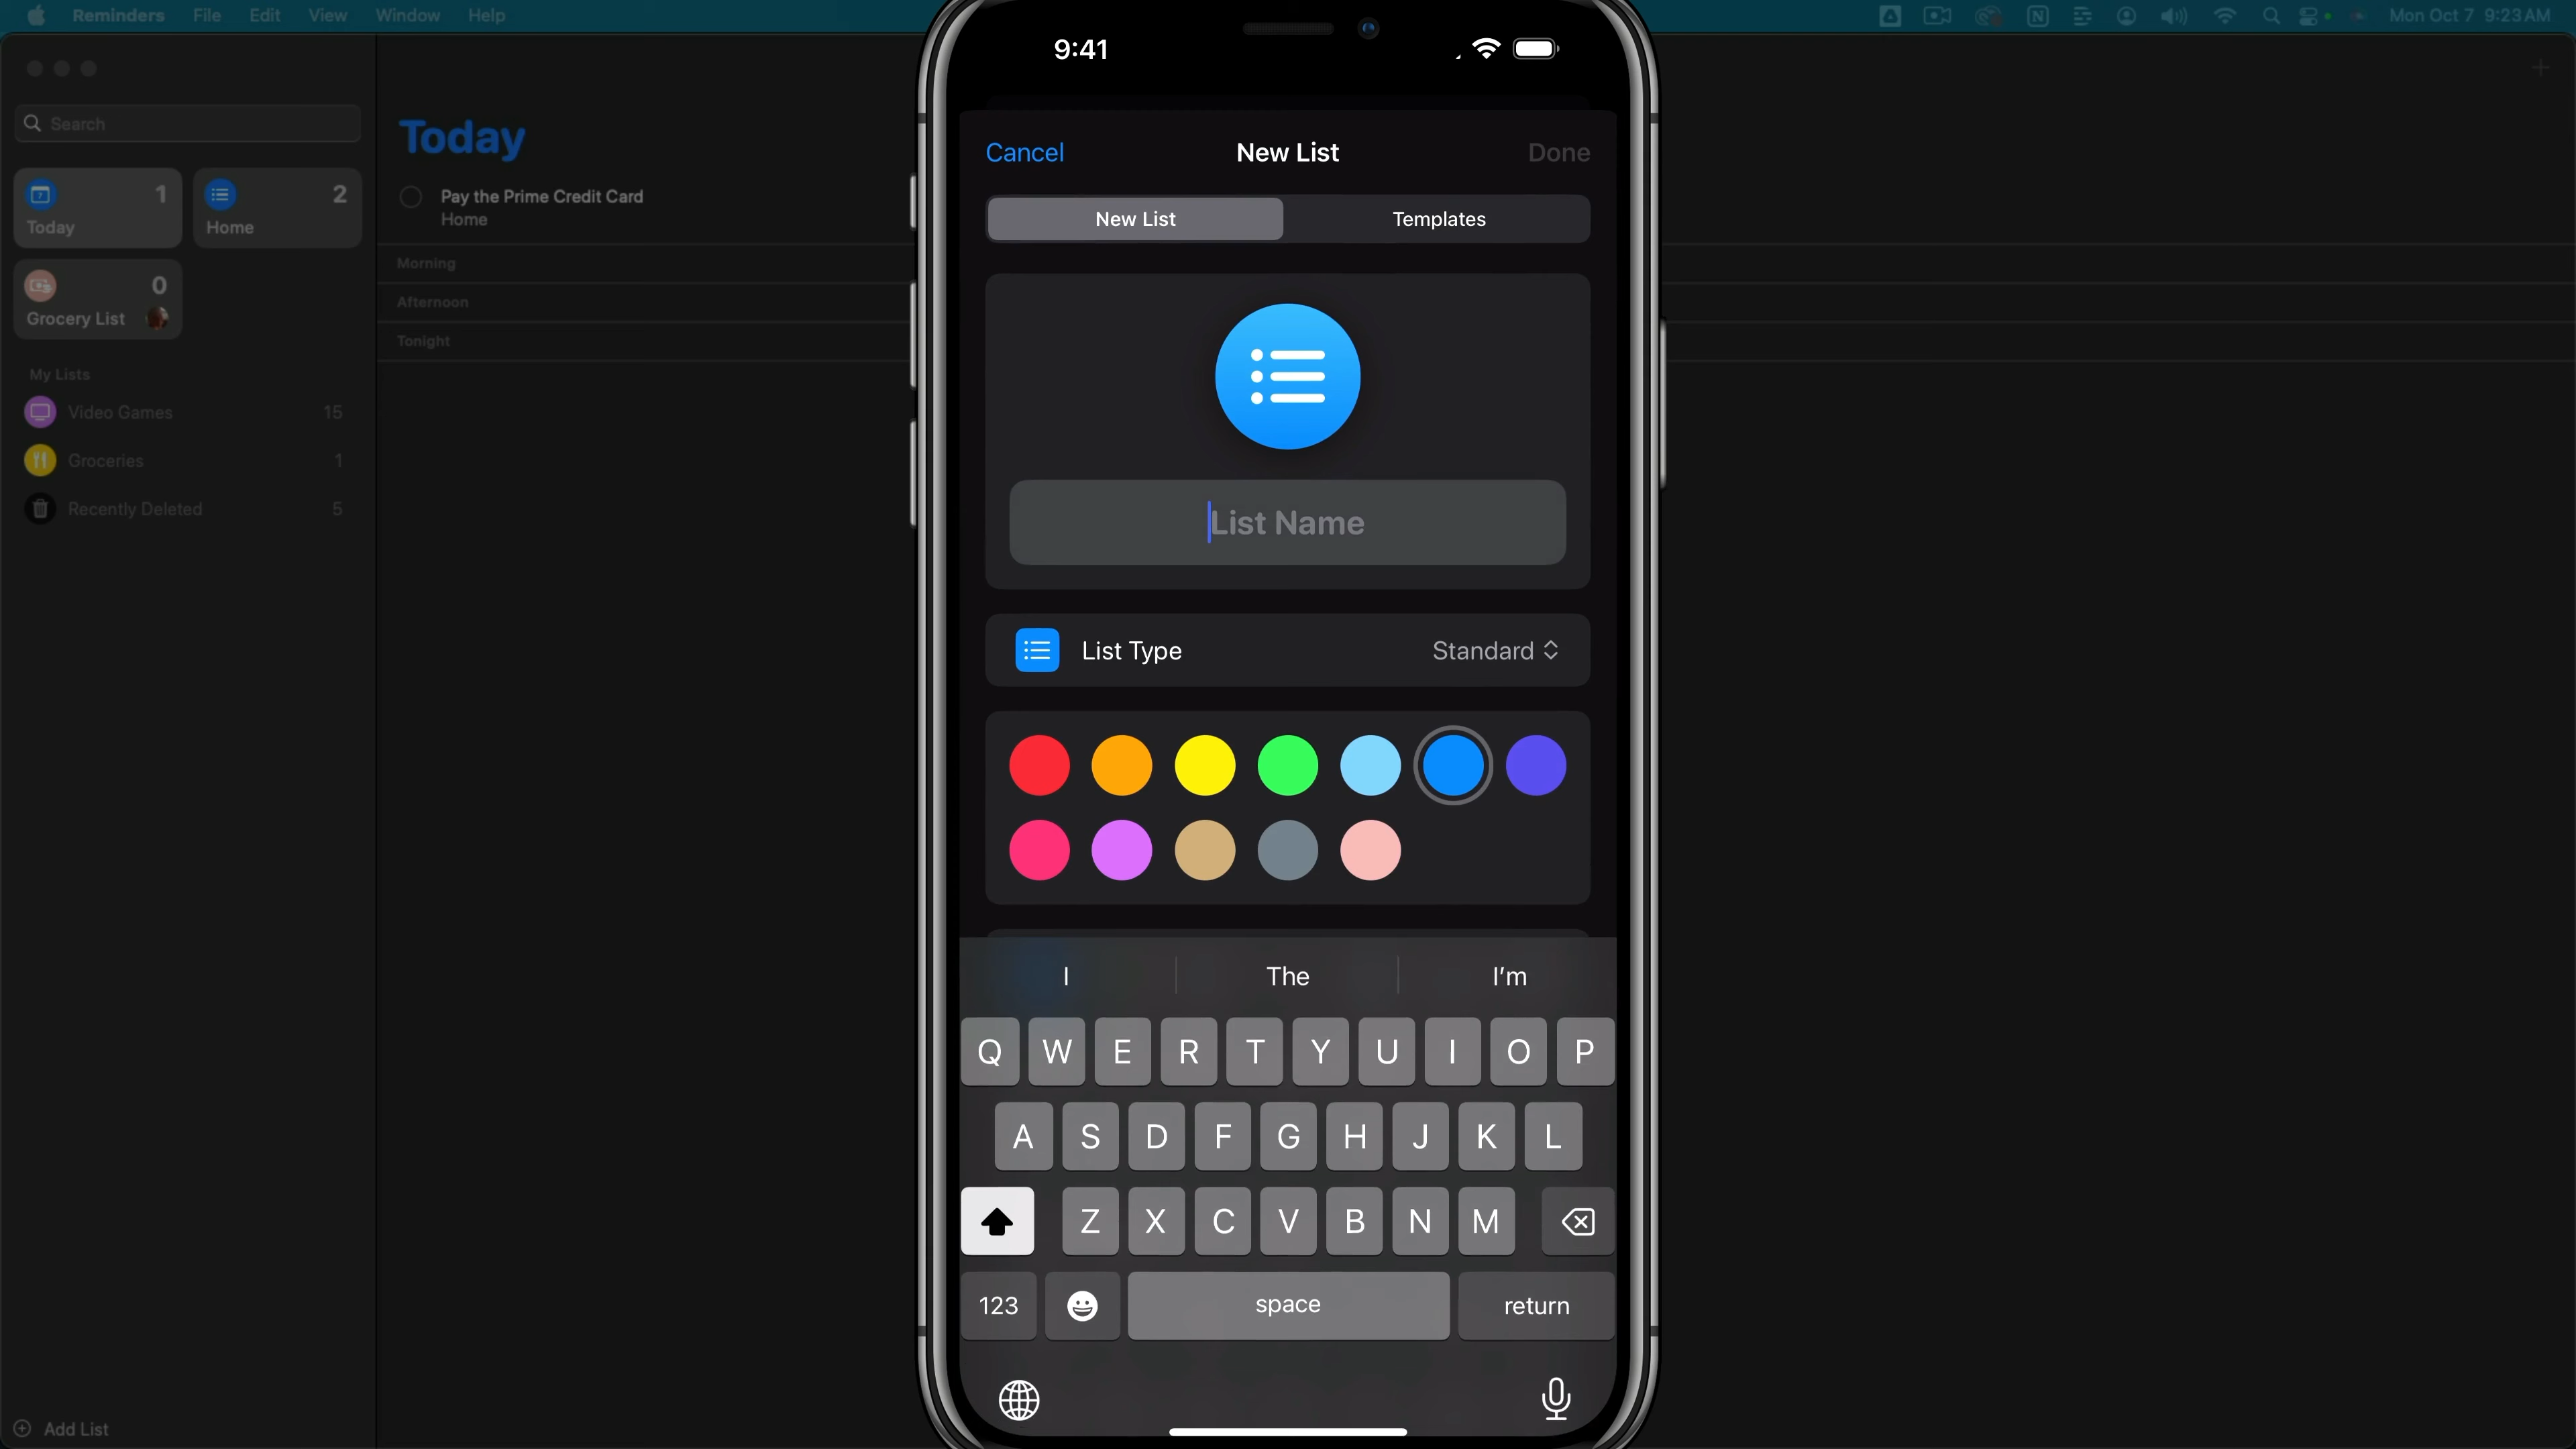 Reminders File Edit View Window Help
Mon Oct 7 9:23 AM
Search
1
Today
2
Home
0
Grocery List
My Lists
Video Games 15
Groceries 1
Recently Deleted 5
Add List
Today
Pay the Prime Credit Card
Home
Morning
Afternoon
Tonight
9:41
Cancel New List Done
New List Templates
List Name
List Type Standard
I The I'm
Q W E R T Y U I O P
A S D F G H J K L
Z X C V B N M
123 space return